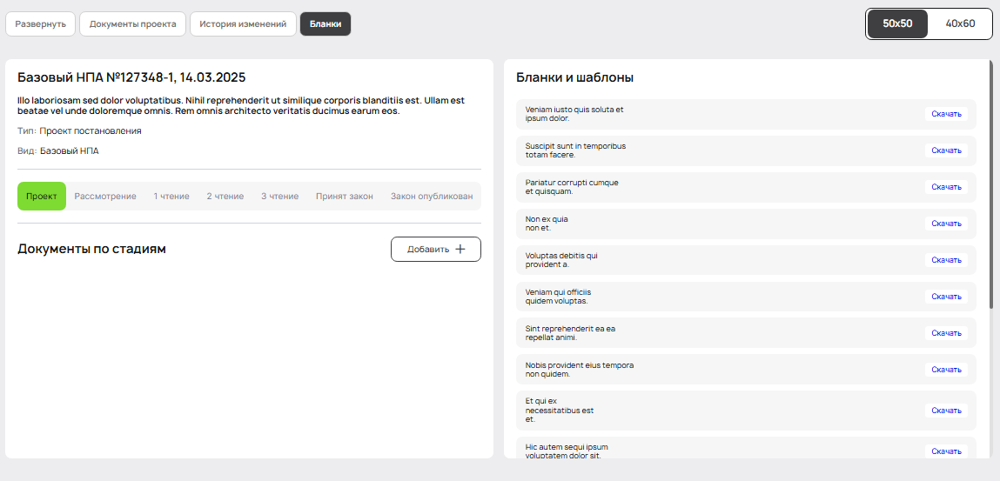 Развернуть
Документы проекта
История изменений
Бланки
50x50
40x60
Базовый НПА №127348-1, 14.03.2025
Illo laboriosam sed dolor voluptatibus. Nihil reprehenderit ut similique corporis blanditiis est. Ullam est
beatae vel unde doloremque omnis. Rem omnis architecto veritatis ducimus earum eos.
Тип: Проект постановления
Вид: Базовый НПА
Проект
Рассмотрение
1 чтение
2 чтение
3 чтение
Принят закон
Закон опубликован
Документы по стадиям
Добавить
Бланки и шаблоны
Veniam iusto quis soluta et
ipsum dolor.
Скачать
Suscipit sunt in temporibus
totam facere.
Скачать
Pariatur corrupti cumque
et quisquam.
Скачать
Non ex quia
non et.
Скачать
Voluptas debitis qui
provident a.
Скачать
Veniam qui officiis
quidem voluptas.
Скачать
Sint reprehenderit ea ea
repellat animi.
Скачать
Nobis provident eius tempora
non quidem.
Скачать
Et qui ex
necessitatibus est
et.
Скачать
Hic autem sequi ipsum
voluptatem dolor sit.
Скачать